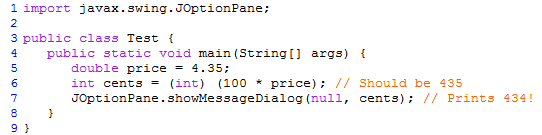 1 import javax.swing.JOptionPane;
2
3 public class Test {
4    public static void main(String[] args) {
5       double price = 4.35;
6       int cents = (int) (100 * price); // Should be 435
7       JOptionPane.showMessageDialog(null, cents); // Prints 434!
8    }
9 }